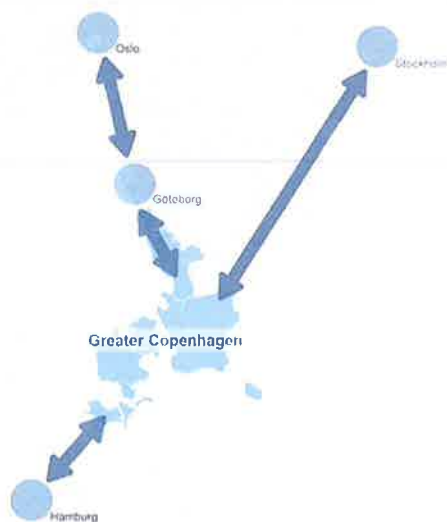 Oslo
Stockholm
Göteborg
Greater Copenhagen
Hamburg